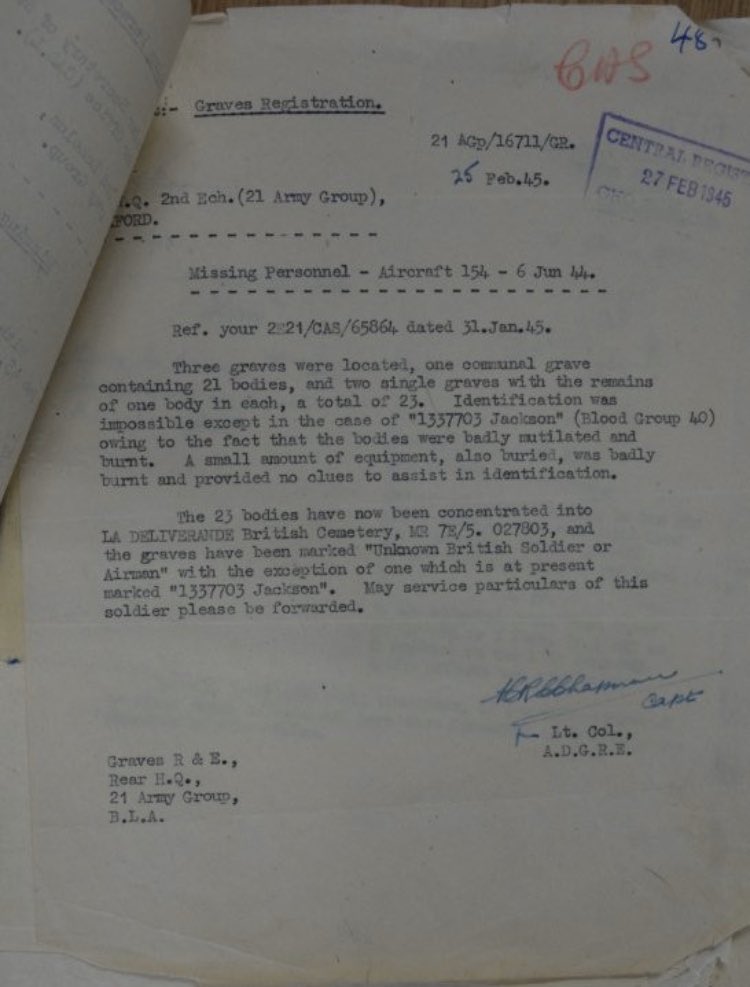 48.
CAS
:- Graves Registration.
21 AGp/16711/GR.
25 Feb.45.
CENTRAL REGIST
27 FEB 1945
.Q. 2nd Ech.(21 Army Group),
FORD.
Missing Personnel - Aircraft 154 - 6 Jun 44.
Ref. your 2E21/CAS/65864 dated 31.Jan.45.
Three graves were located, one communal grave
containing 21 bodies, and two single graves with the remains
of one body in each, a total of 23. Identification was
impossible except in the case of "1337703 Jackson" (Blood Group 40)
owing to the fact that the bodies were badly mutilated and
burnt. A small amount of equipment, also buried, was badly
burnt and provided no clues to assist in identification.
The 23 bodies have now been concentrated into
LA DELIVERANDE British Cemetery, MR 7E/5. 027803, and
the graves have been marked "Unknown British Soldier or
Airman" with the exception of one which is at present
marked "1337703 Jackson". May service particulars of this
soldier please be forwarded.
Chapman
Capt
Lt. Col.,
A.D.G.R.E.
Graves R & E.,
Rear H.Q.,
21 Army Group,
B.L.A.